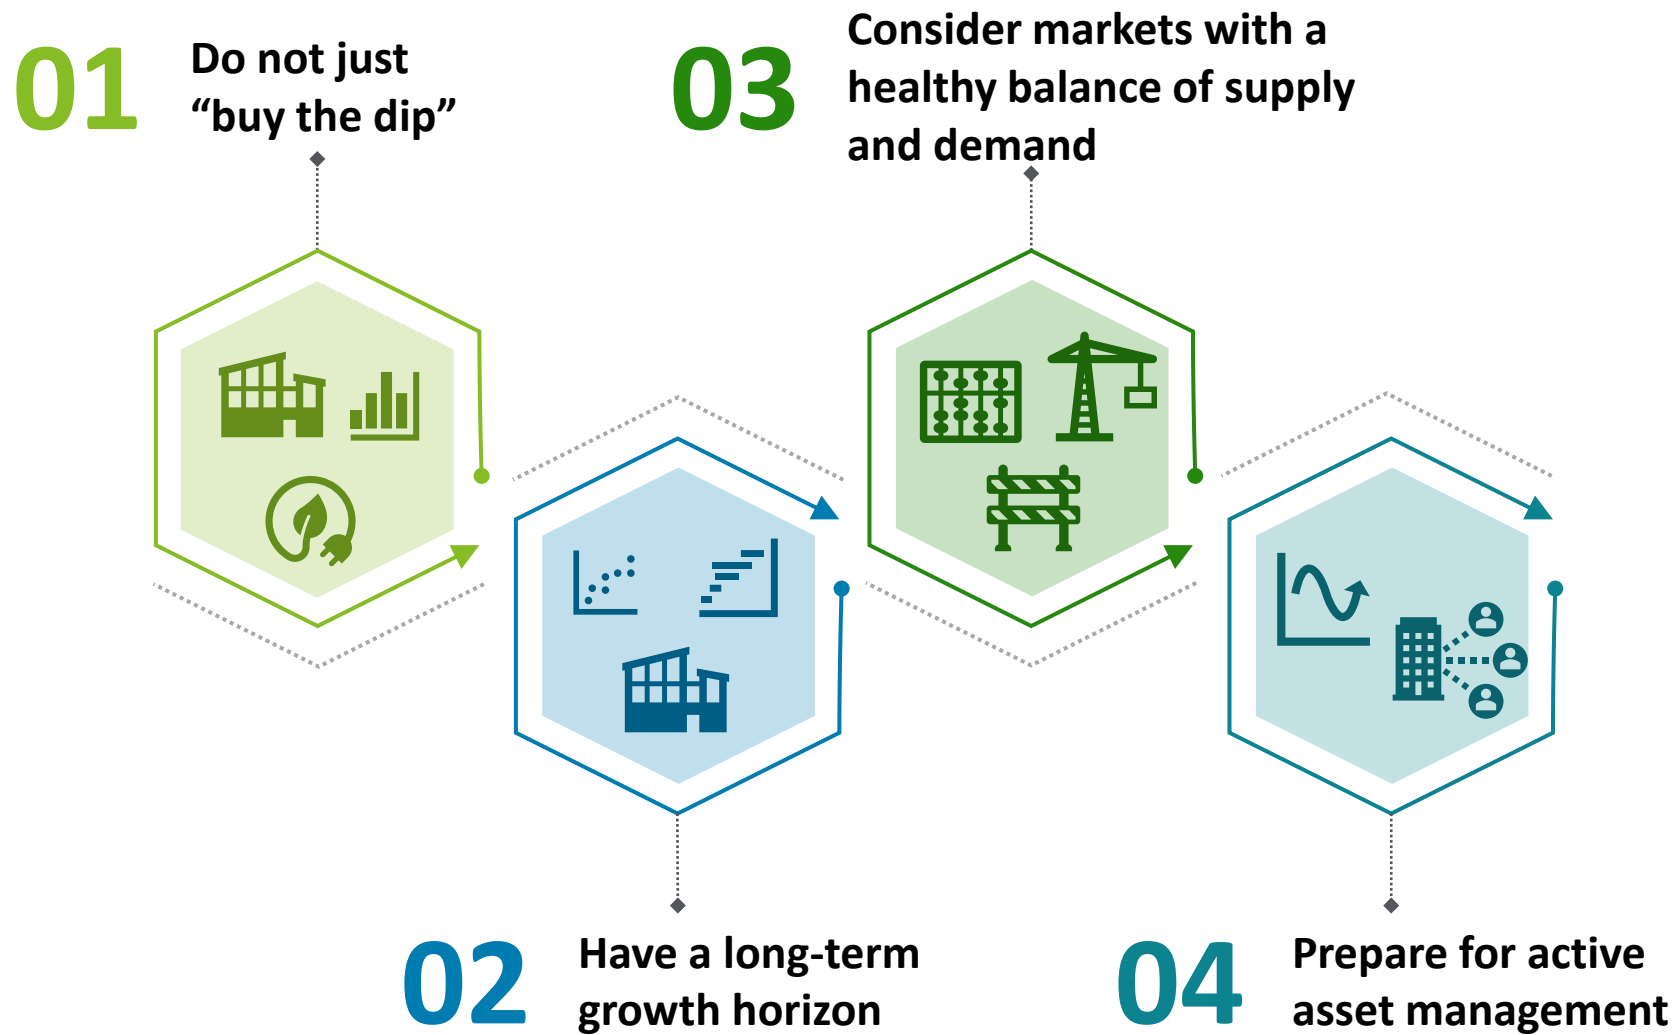 01
Do not just
“buy the dip”
02
Have a long-term
growth horizon
03
Consider markets with a
healthy balance of supply
and demand
04
Prepare for active
asset management